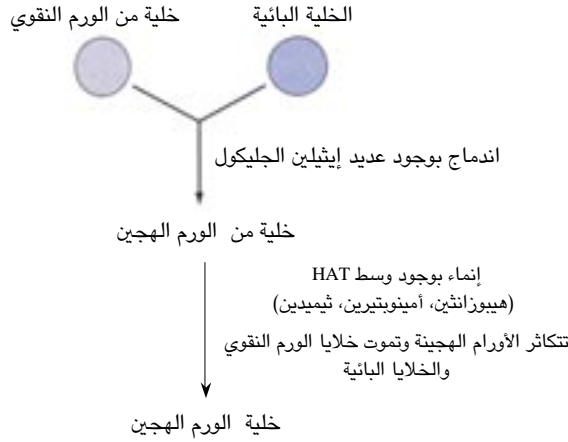 الخلية البائية
خلية من الورم النقوي
اندماج بوجود عديد إيثيلين الجليكول
خلية من الورم الهجين
إنماء بوجود وسط HAT
(هيبوزانثين، أمينوبتيرين، ثيميدين)
تتكاثر الأورام الهجينة وتموت خلايا الورم النقوي
والخلايا البائية
خلية الورم الهجين